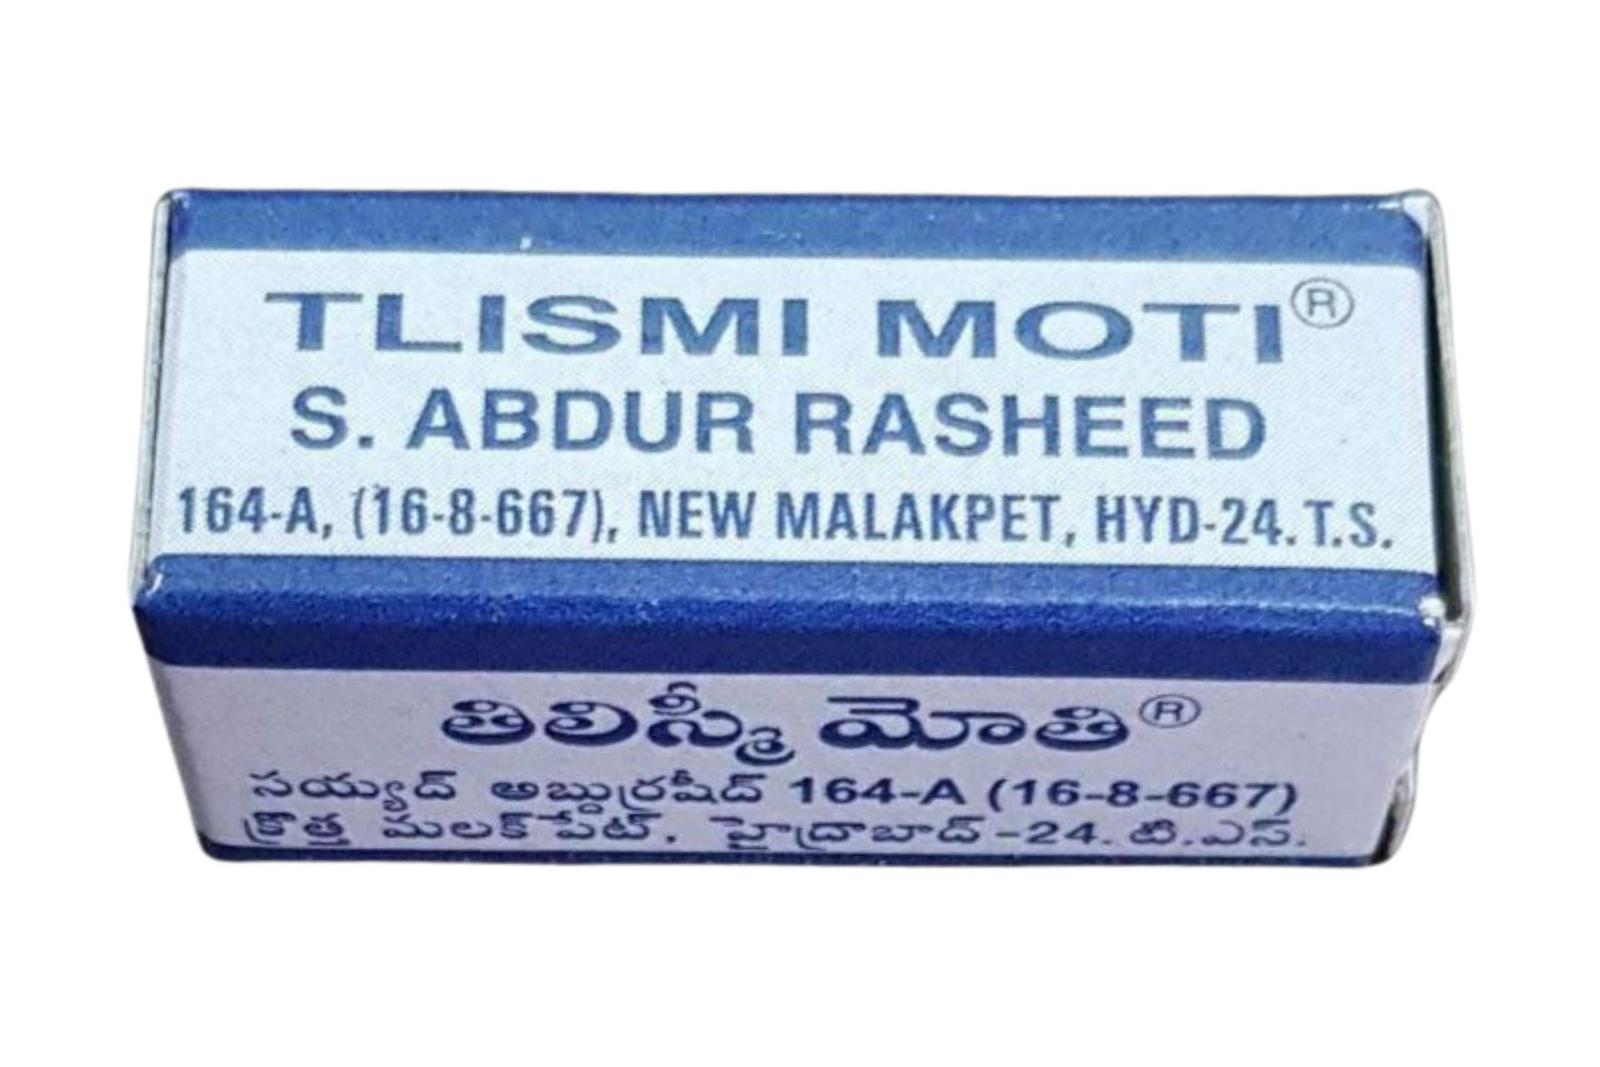 TLISMI MOTI®
S. ABDUR RASHEED
164-A, (16-8-667), NEW MALAKPET, HYD-24.T.S.
తిలిస్మీ మోతి®
సయ్యద్ అబ్దుర్రషీద్ 164-A (16-8-667)
క్రొత్త మలక్‌పేట్, హైద్రాబాద్-24. టి.ఎస్.